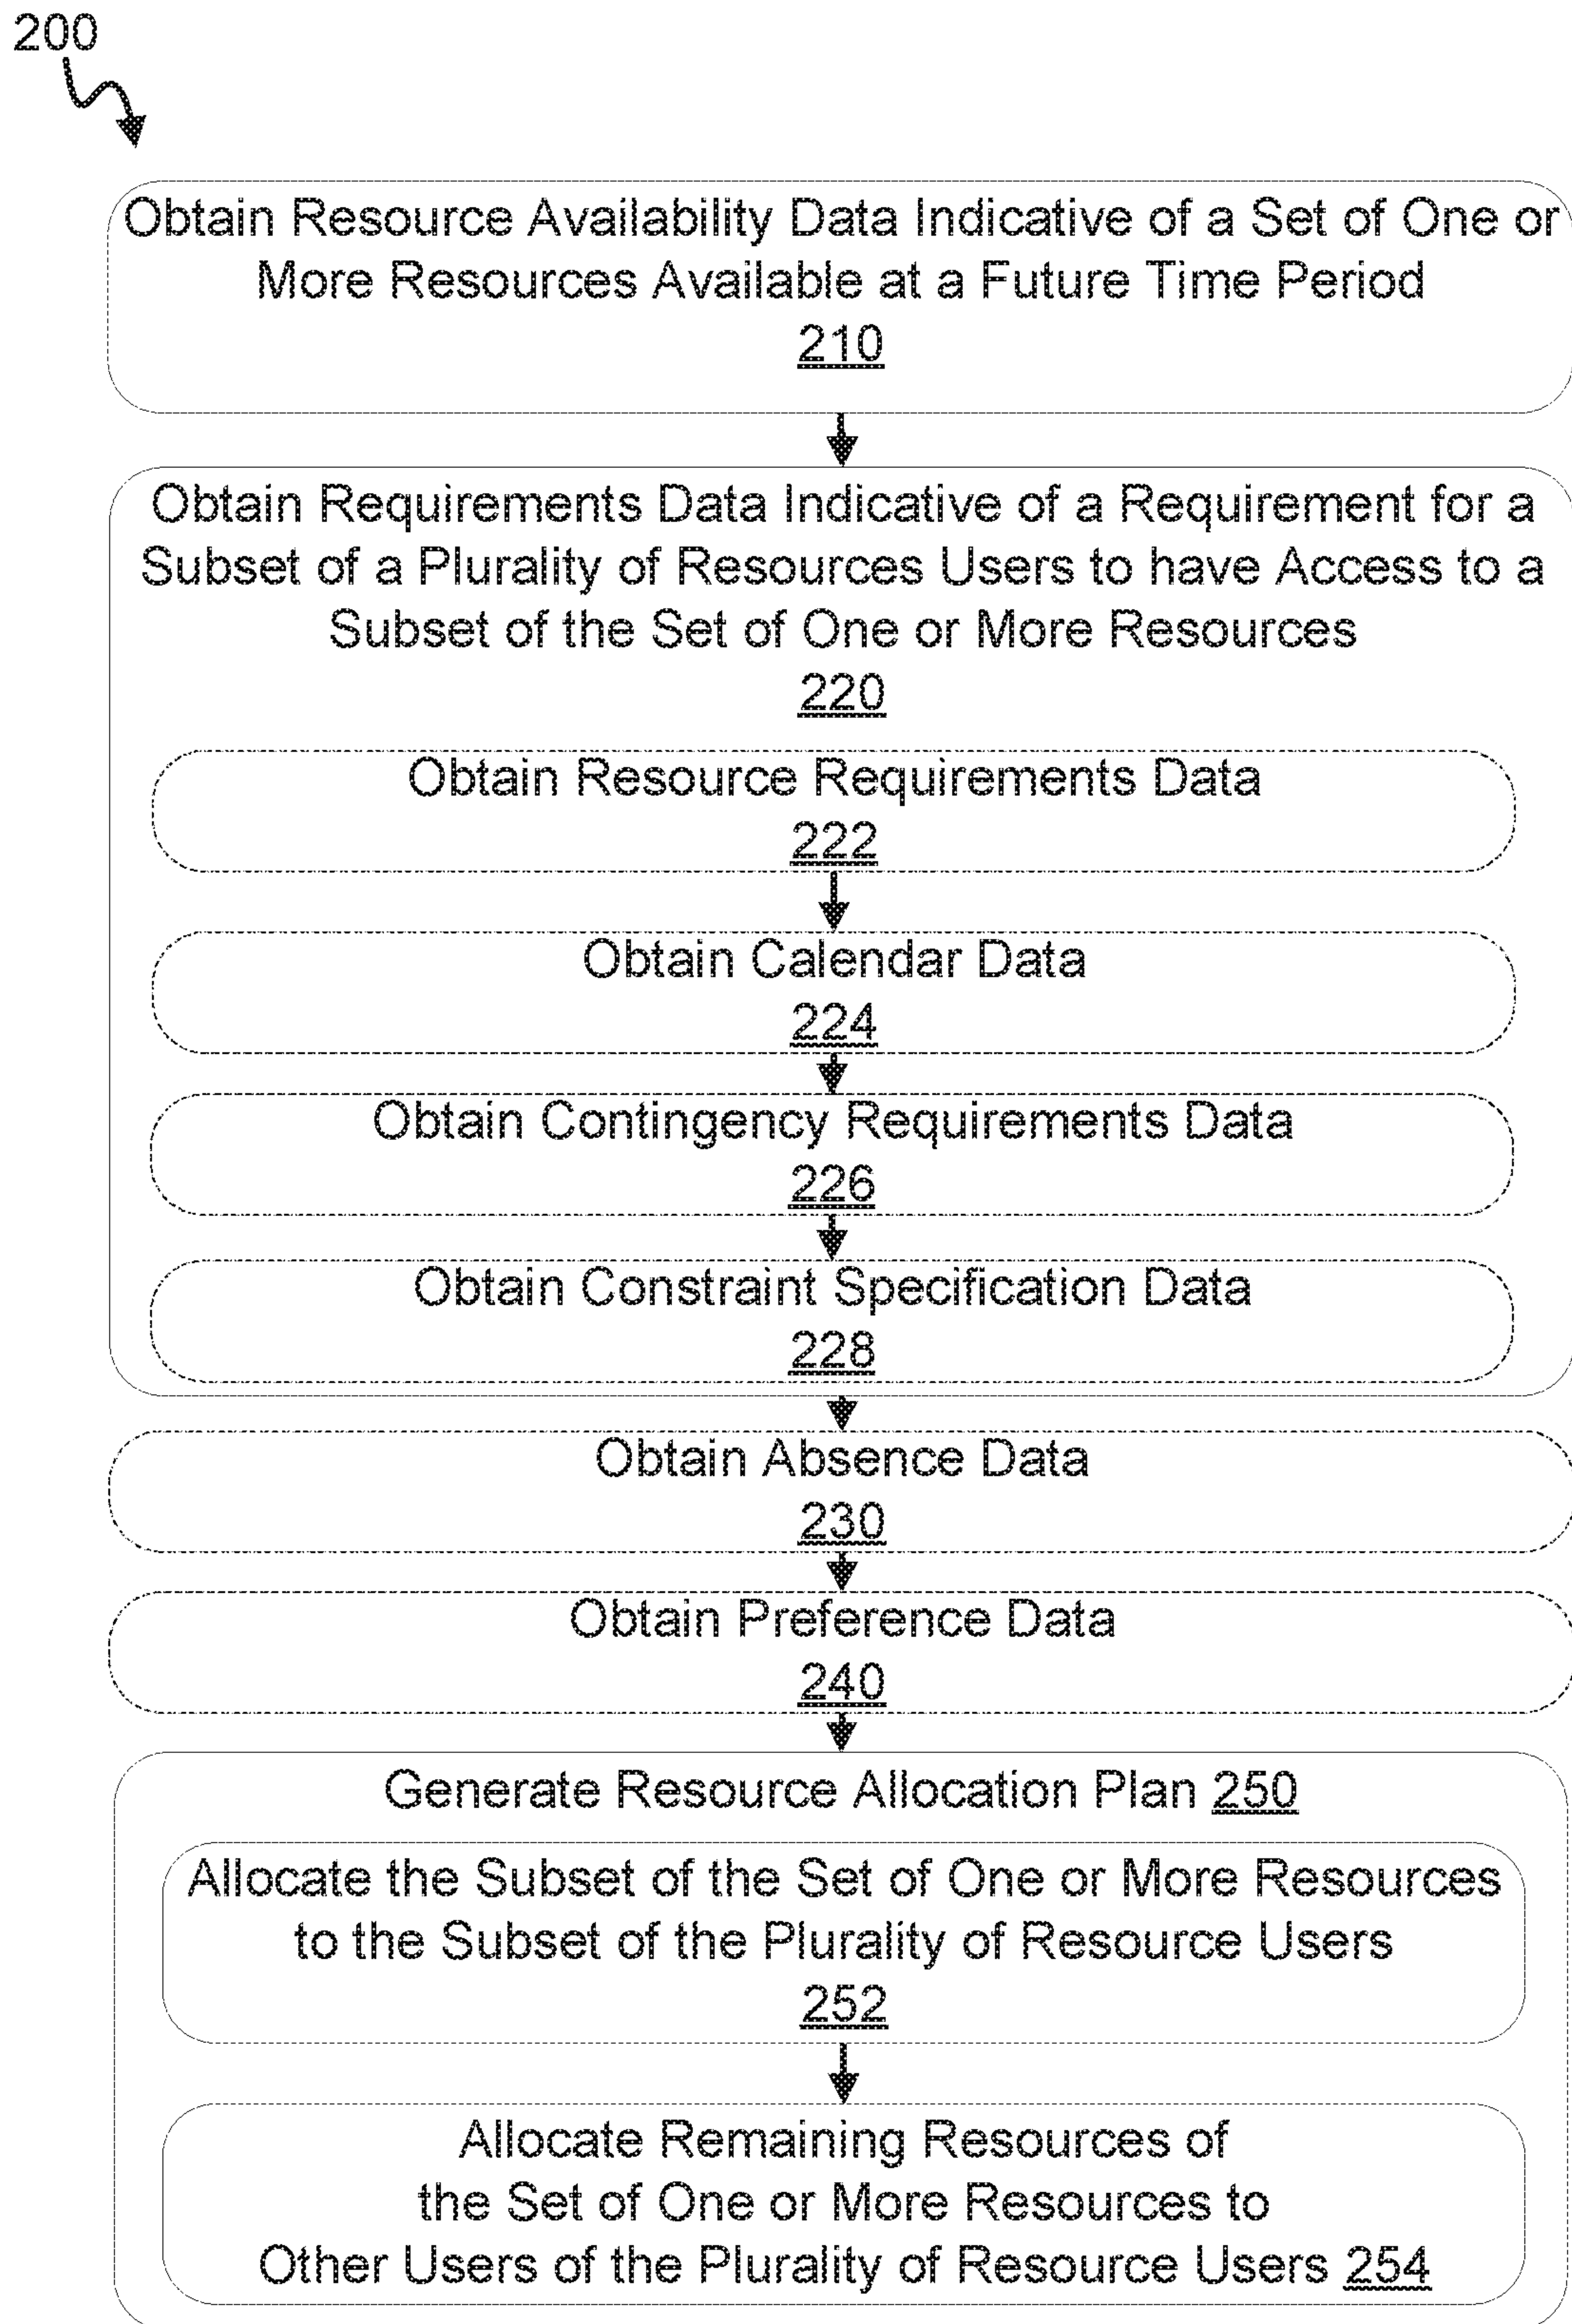 200
Obtain Resource Availability Data Indicative of a Set of One or
More Resources Available at a Future Time Period
210
Obtain Requirements Data Indicative of a Requirement for a
Subset of a Plurality of Resources Users to have Access to a
Subset of the Set of One or More Resources
220
Obtain Resource Requirements Data
222
Obtain Calendar Data
224
Obtain Contingency Requirements Data
226
Obtain Constraint Specification Data
228
Obtain Absence Data
230
Obtain Preference Data
240
Generate Resource Allocation Plan 250
Allocate the Subset of the Set of One or More Resources
to the Subset of the Plurality of Resource Users
252
Allocate Remaining Resources of
the Set of One or More Resources to
Other Users of the Plurality of Resource Users 254